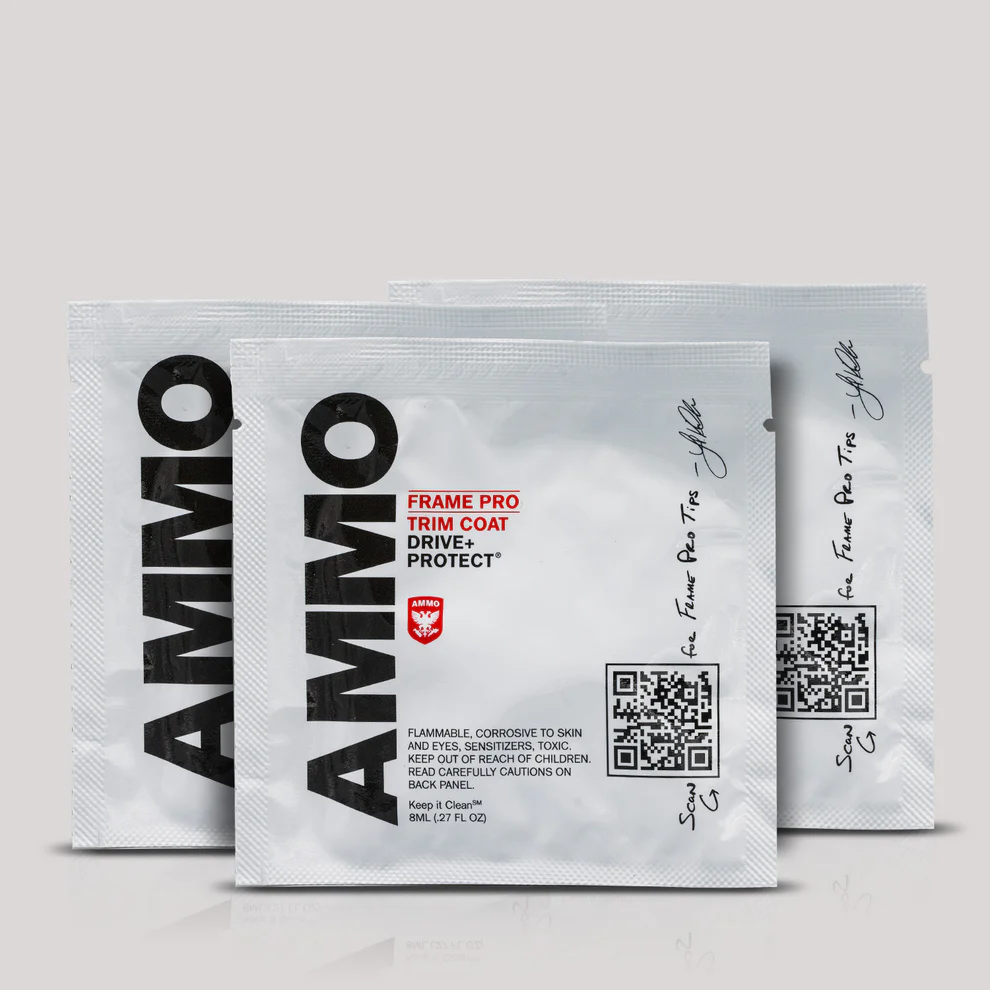 AMMO
AMMO
FRAME PRO
TRIM COAT
DRIVE+
PROTECT®
AMMO
FLAMMABLE, CORROSIVE TO SKIN
AND EYES, SENSITIZERS, TOXIC.
KEEP OUT OF REACH OF CHILDREN.
READ CAREFULLY CAUTIONS ON
BACK PANEL.
Keep it Clean℠
8ML (.27 FL OZ)
Scan for Frame Pro Tips -
Scan for Frame Pro Tips -